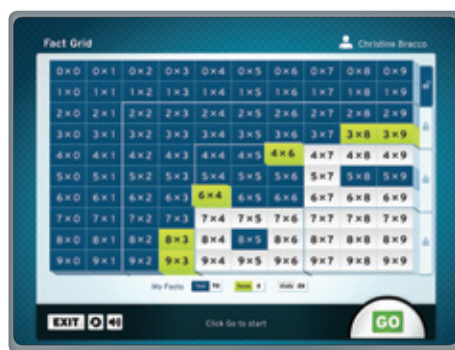 Fact Grid Christine Bracco
0×0 0×1 0×2 0×3 0×4 0×5 0×6 0×7 0×8 0×9
1×0 1×1 1×2 1×3 1×4 1×5 1×6 1×7 1×8 1×9
2×0 2×1 2×2 2×3 2×4 2×5 2×6 2×7 2×8 2×9
3×0 3×1 3×2 3×3 3×4 3×5 3×6 3×7 3×8 3×9
4×0 4×1 4×2 4×3 4×4 4×5 4×6 4×7 4×8 4×9
5×0 5×1 5×2 5×3 5×4 5×5 5×6 5×7 5×8 5×9
6×0 6×1 6×2 6×3 6×4 6×5 6×6 6×7 6×8 6×9
7×0 7×1 7×2 7×3 7×4 7×5 7×6 7×7 7×8 7×9
8×0 8×1 8×2 8×3 8×4 8×5 8×6 8×7 8×8 8×9
9×0 9×1 9×2 9×3 9×4 9×5 9×6 9×7 9×8 9×9
My Facts Focus Study
EXIT Click Go to start GO